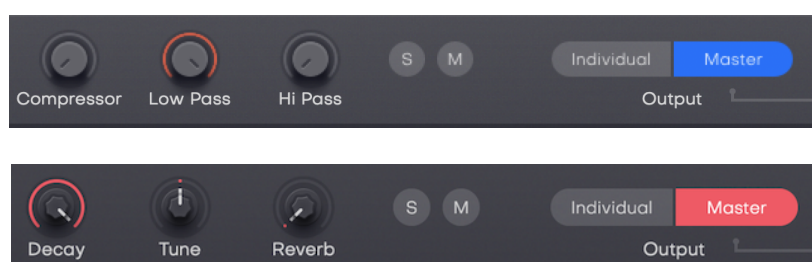 S M Individual Master
Compressor Low Pass Hi Pass Output
S M Individual Master
Decay Tune Reverb Output